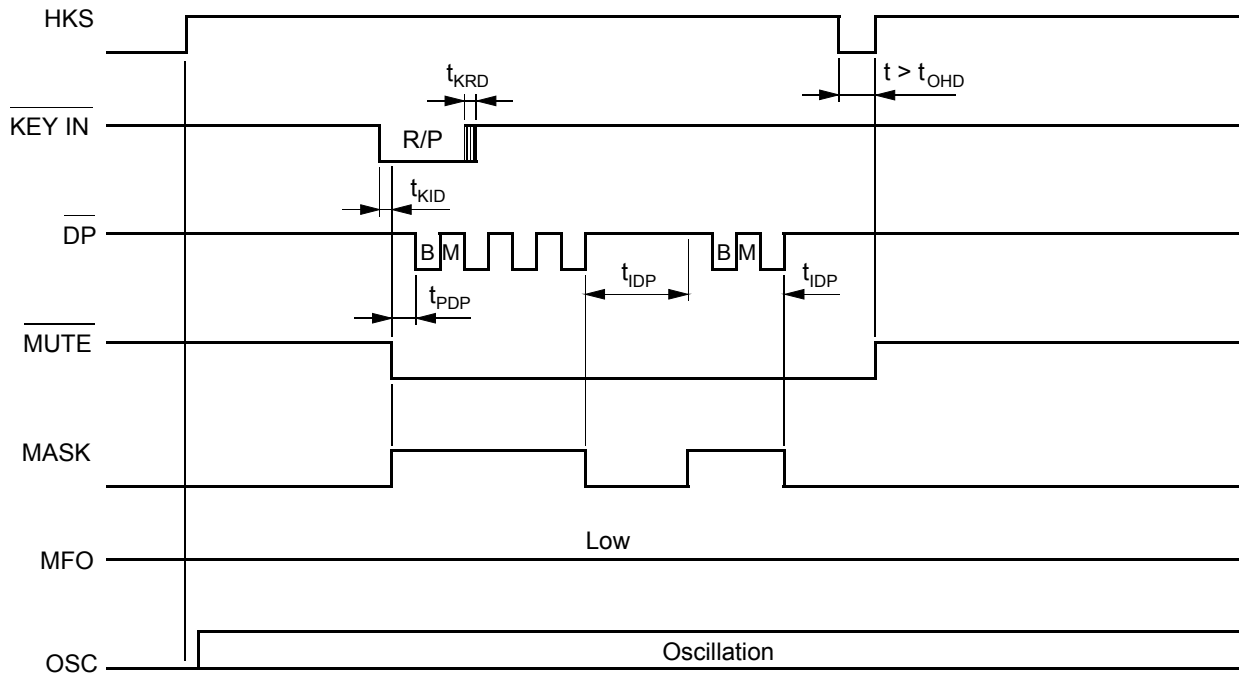 HKS
t > tOHD
tKRD
KEY IN
R/P
tKID
DP
B M
B M
tIDP
tIDP
tPDP
MUTE
MASK
Low
MFO
Oscillation
OSC